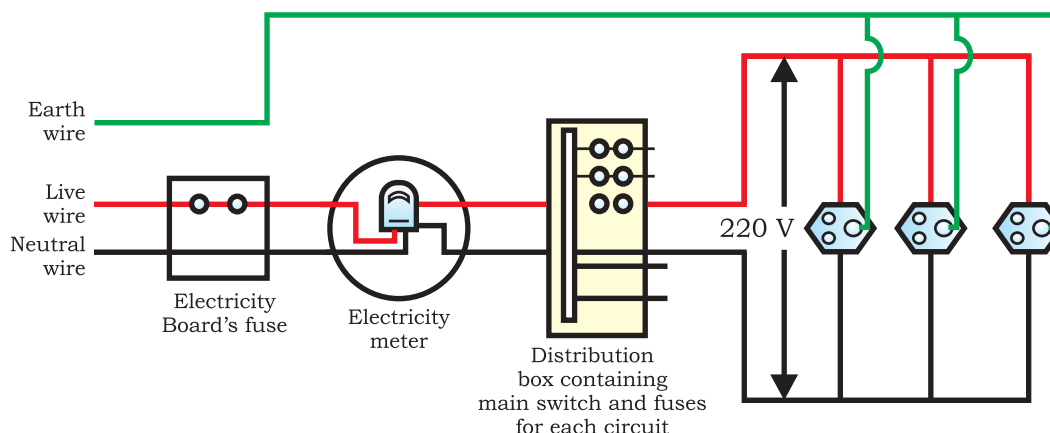 Earth
wire
Live
wire
Neutral
wire
Electricity
Board's fuse
Electricity
meter
Distribution
box containing
main switch and fuses
for each circuit
220 V